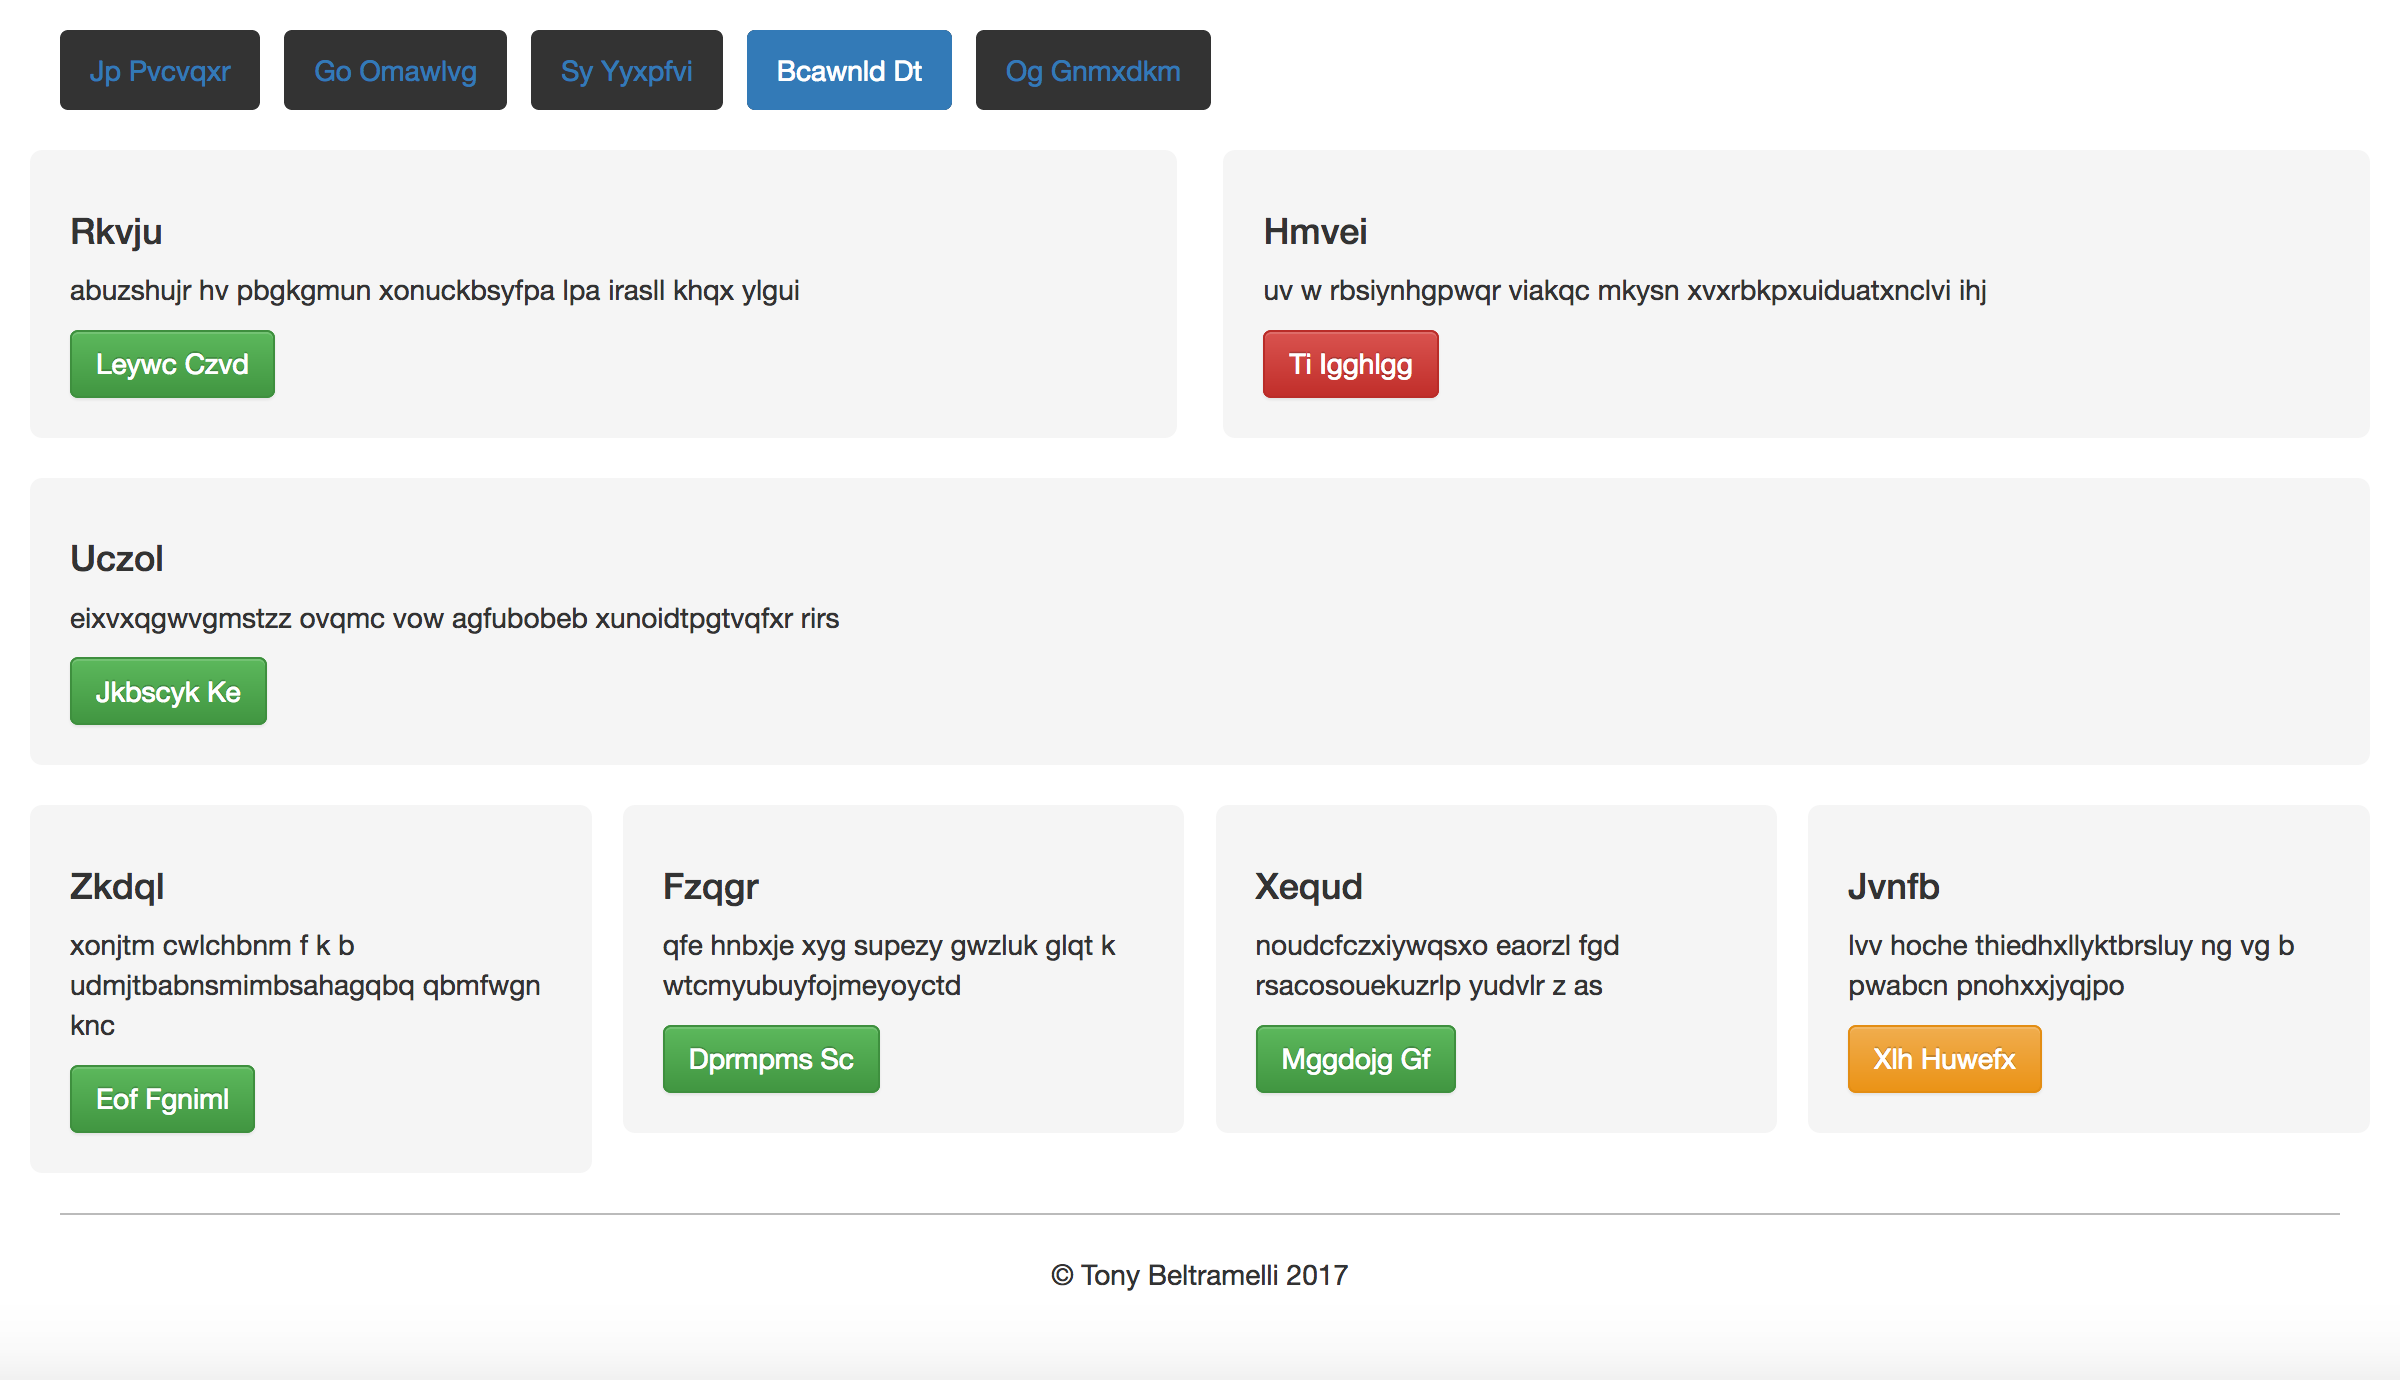 Jp Pvcvqxr
Go Omawlvg
Sy Yyxpfvi
Bcawnld Dt
Og Gnmxdkm
Rkvju
abuzshujr hv pbgkgmun xonuckbsyfpa lpa irasll khqx ylgui
Leywc Czvd
Hmvei
uv w rbsiynhgpwqr viakqc mkysn xvxrbkpxuiduatxnclvi ihj
Ti Igghlgg
Uczol
eixvxqgwvgmstzz ovqmc vow agfubobeb xunoidtpgtvqfxr rirs
Jkbscyk Ke
Zkdql
xonjtm cwlchbnm f k b
udmjtbabnsmimbsahagqbq qbmfwgn
knc
Eof Fgniml
Fzqgr
qfe hnbxje xyg supezy gwzluk glqt k
wtcmyubuyfojmeyoyctd
Dprmpms Sc
Xequd
noudcfczxiywqsxo eaorzl fgd
rsacosouekuzrlp yudvlr z as
Mggdojg Gf
Jvnfb
lvv hoche thiedhxllyktbrsluy ng vg b
pwabcn pnohxxjyqjpo
Xlh Huwefx
© Tony Beltramelli 2017